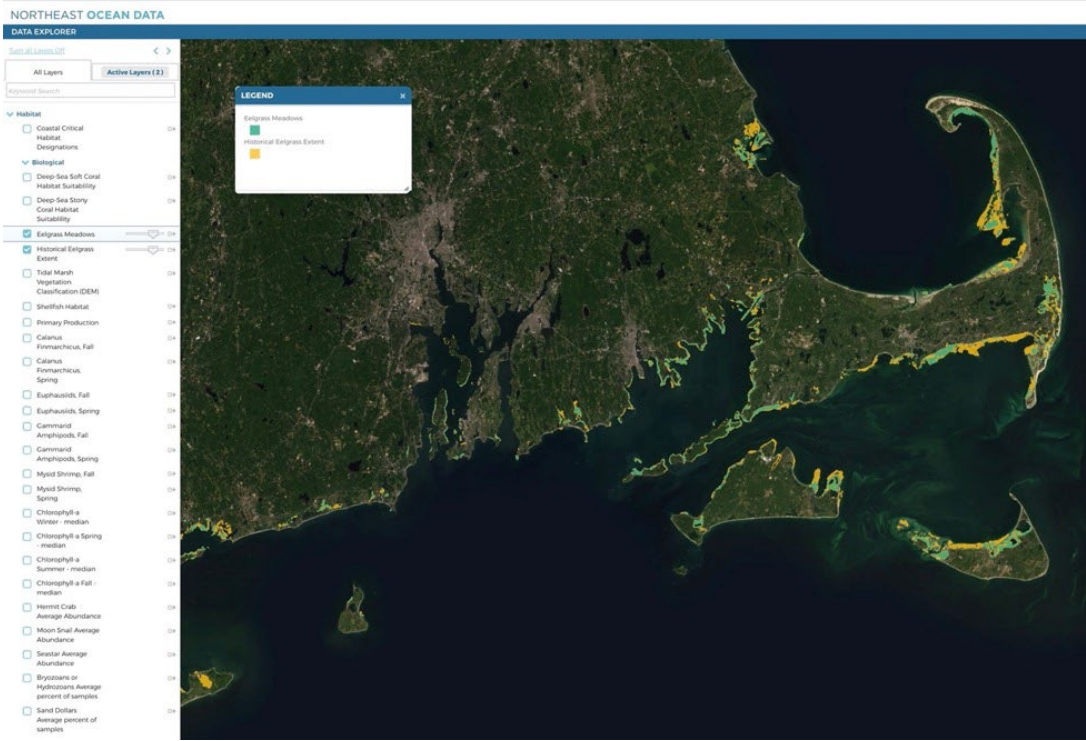 NORTHEAST OCEAN DATA
DATA EXPLORER
Turn all Layers Off
All Layers
Active Layers ( 2 )
Keyword Search
Habitat
Coastal Critical
Habitat
Designations
Biological
Deep-Sea Soft Coral
Habitat Suitability
Deep-Sea Stony
Coral Habitat
Suitability
Eelgrass Meadows
Historical Eelgrass
Extent
Tidal Marsh
Vegetation
Classification (DEM)
Shellfish Habitat
Primary Production
Calanus
Finmarchicus, Fall
Calanus
Finmarchicus,
Spring
Euphausiids, Fall
Euphausiids, Spring
Gammarid
Amphipods, Fall
Gammarid
Amphipods, Spring
Mysid Shrimp, Fall
Mysid Shrimp,
Spring
Chlorophyll-a
Winter - median
Chlorophyll-a Spring
- median
Chlorophyll-a
Summer - median
Chlorophyll-a Fall -
median
Hermit Crab
Average Abundance
Moon Snail Average
Abundance
Seastar Average
Abundance
Bryozoans or
Hydrozoans Average
percent of samples
Sand Dollars
Average percent of
samples
LEGEND
Eelgrass Meadows
Historical Eelgrass Extent